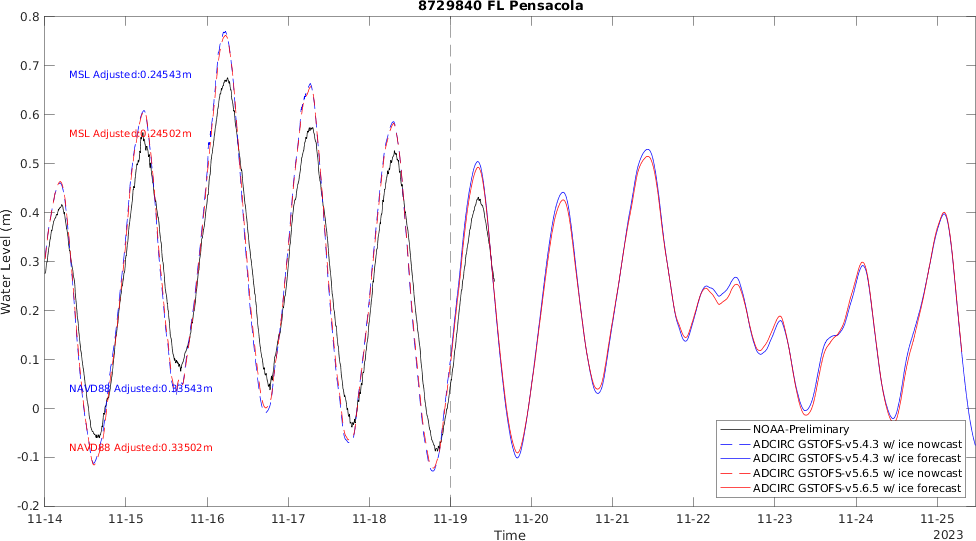 8729840 FL Pensacola
0.8
0.7
0.6
0.5
0.4
0.3
0.2
0.1
0
-0.1
-0.2
Water Level (m)
MSL Adjusted:0.24543m
MSL Adjusted:0.24502m
NAVD88 Adjusted:0.33543m
NAVD88 Adjusted:0.33502m
NOAA-Preliminary
ADCIRC GSTOFS-v5.4.3 w/ ice nowcast
ADCIRC GSTOFS-v5.4.3 w/ ice forecast
ADCIRC GSTOFS-v5.6.5 w/ ice nowcast
ADCIRC GSTOFS-v5.6.5 w/ ice forecast
11-14 11-15 11-16 11-17 11-18 11-19 11-20 11-21 11-22 11-23 11-24 11-25
Time
2023